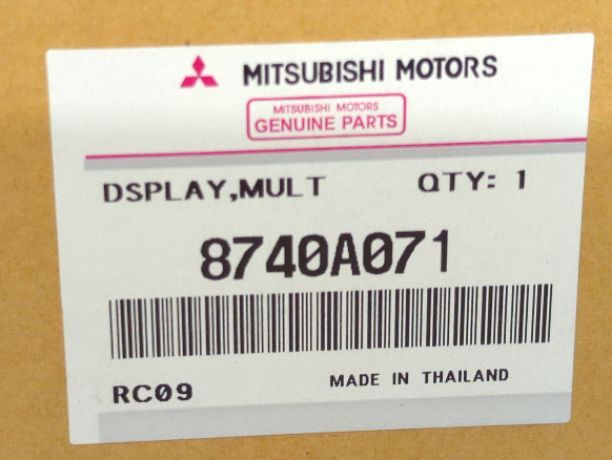 MITSUBISHI MOTORS
MITSUBISHI MOTORS
GENUINE PARTS
DSPLAY,MULT QTY: 1
8740A071
RC09 MADE IN THAILAND